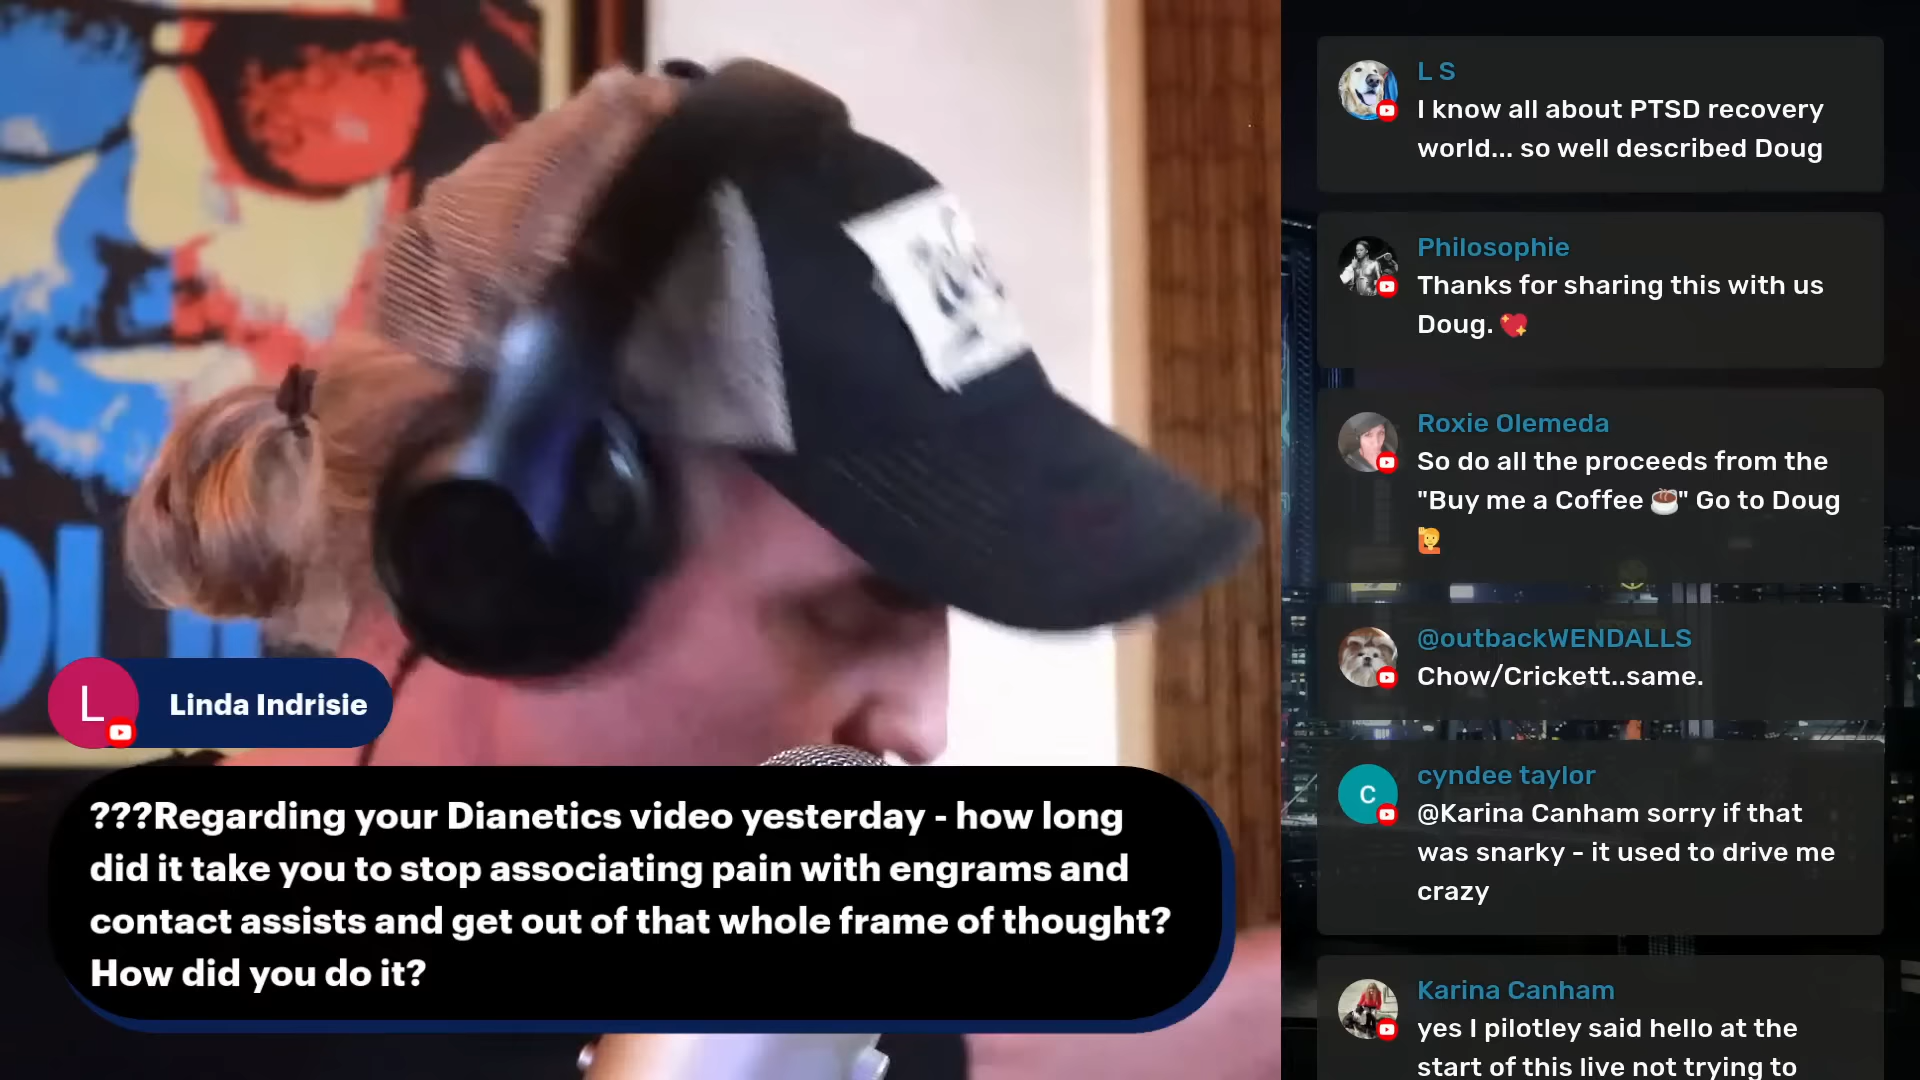 Linda Indrisie
L
???Regarding your Dianetics video yesterday - how long
did it take you to stop associating pain with engrams and
contact assists and get out of that whole frame of thought?
How did you do it?
L S
I know all about PTSD recovery
world... so well described Doug
Philosophie
Thanks for sharing this with us
Doug. 💖
Roxie Olemeda
So do all the proceeds from the
"Buy me a Coffee ☕" Go to Doug
🙋
@outbackWENDALLS
Chow/Crickett..same.
c
cyndee taylor
@Karina Canham sorry if that
was snarky - it used to drive me
crazy
Karina Canham
yes I pilotley said hello at the
start of this live not trying to